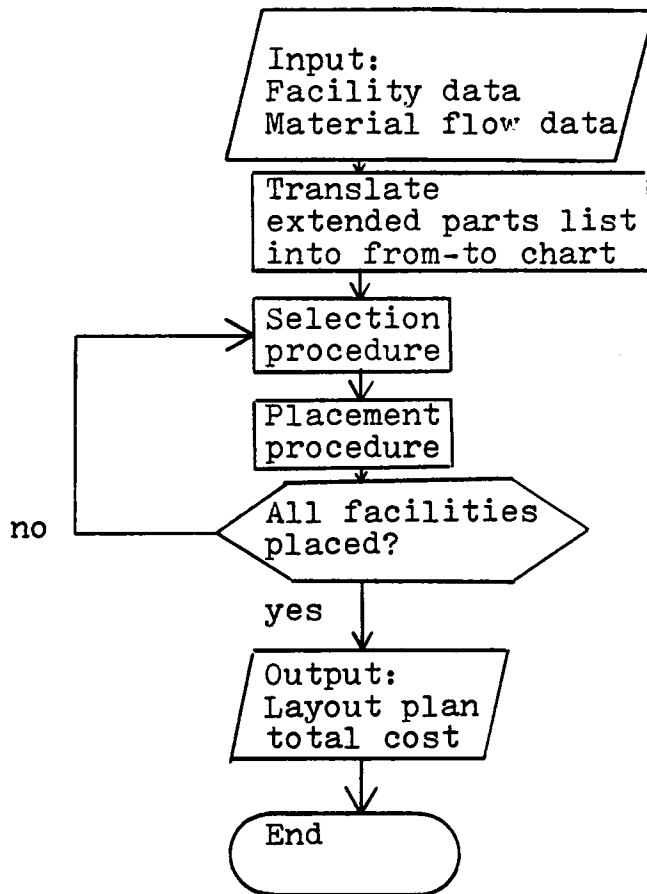 Input:
Facility data
Material flow data
Translate
extended parts list
into from-to chart
Selection
procedure
Placement
procedure
All facilities
placed?
no
yes
Output:
Layout plan
total cost
End